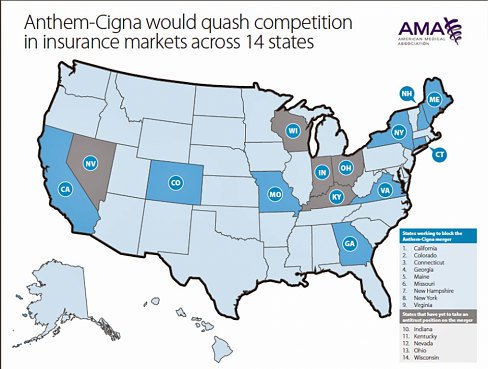 Anthem-Cigna would quash competition
in insurance markets across 14 states
AMA
AMERICAN MEDICAL
ASSOCIATION
NH
ME
WI
NY
CT
NV
IN
OH
CA
CO
MO
KY
VA
GA
States working to block the
Anthem-Cigna merger
1. California
2. Colorado
3. Connecticut
4. Georgia
5. Maine
6. Missouri
7. New Hampshire
8. New York
9. Virginia
States that have yet to take an
antitrust position on the merger
10. Indiana
11. Kentucky
12. Nevada
13. Ohio
14. Wisconsin